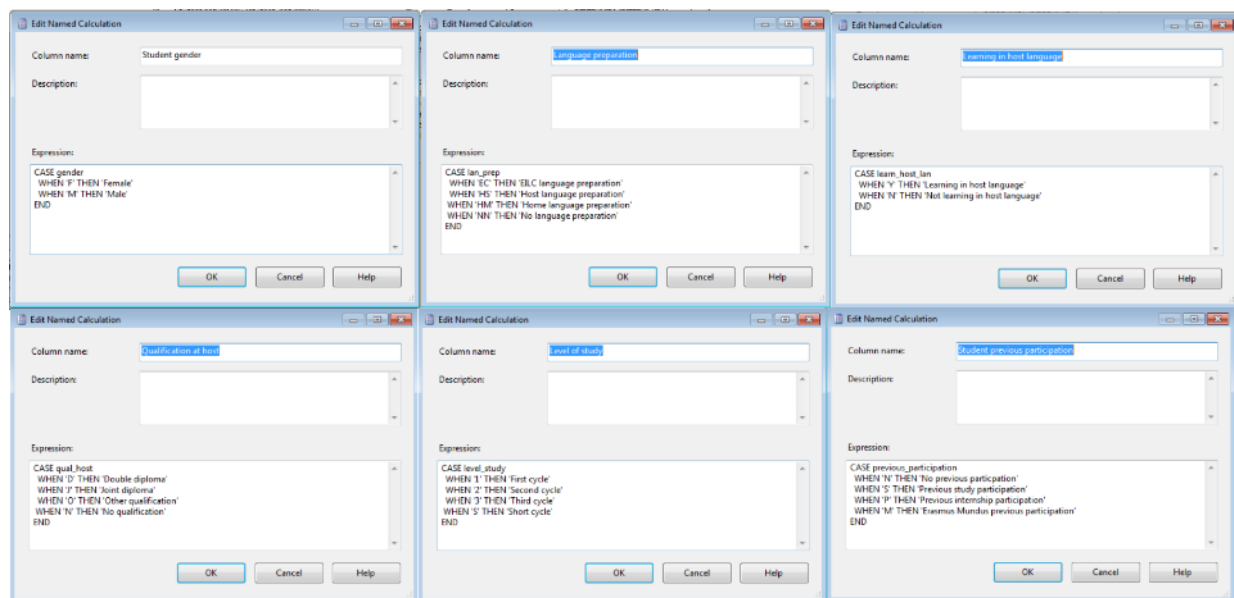 Edit Named Calculation
Column name: Student gender
Description:
Expression:
CASE gender
WHEN 'F' THEN 'Female'
WHEN 'M' THEN 'Male'
END
OK Cancel Help
Edit Named Calculation
Column name: Language preparation
Description:
Expression:
CASE lan_prep
WHEN 'EC' THEN 'EILC language preparation'
WHEN 'HS' THEN 'Host language preparation'
WHEN 'HM' THEN 'Home language preparation'
WHEN 'NN' THEN 'No language preparation'
END
OK Cancel Help
Edit Named Calculation
Column name: Learning in host language
Description:
Expression:
CASE learn_host_lan
WHEN 'Y' THEN 'Learning in host language'
WHEN 'N' THEN 'Not learning in host language'
END
OK Cancel Help
Edit Named Calculation
Column name: Qualification at host
Description:
Expression:
CASE qual_host
WHEN 'D' THEN 'Double diploma'
WHEN 'J' THEN 'Joint diploma'
WHEN 'O' THEN 'Other qualification'
WHEN 'N' THEN 'No qualification'
END
OK Cancel Help
Edit Named Calculation
Column name: Level of study
Description:
Expression:
CASE level_study
WHEN '1' THEN 'First cycle'
WHEN '2' THEN 'Second cycle'
WHEN '3' THEN 'Third cycle'
WHEN 'S' THEN 'Short cycle'
END
OK Cancel Help
Edit Named Calculation
Column name: Student previous participation
Description:
Expression:
CASE previous_participation
WHEN 'N' THEN 'No previous particpation'
WHEN 'S' THEN 'Previous study participation'
WHEN 'P' THEN 'Previous internship participation'
WHEN 'M' THEN 'Erasmus Mundus previous participation'
END
OK Cancel Help